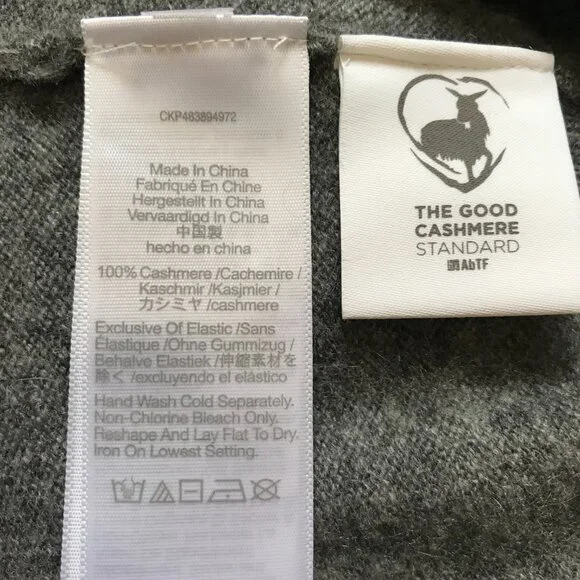 CKP483894972
Made In China
Fabriqué En Chine
Hergestellt In China
Vervaardigd In China
中国製
hecho en china
100% Cashmere /Cachemire /
Kaschmir /Kasjmier /
カシミヤ /cashmere
Exclusive Of Elastic /Sans
Élastique /Ohne Gummizug /
Behalve Elastiek /伸縮素材を
除く /excluyendo el elástico
Hand Wash Cold Separately.
Non-Chlorine Bleach Only.
Reshape And Lay Flat To Dry.
Iron On Lowest Setting.
THE GOOD
CASHMERE
STANDARD
AbTF